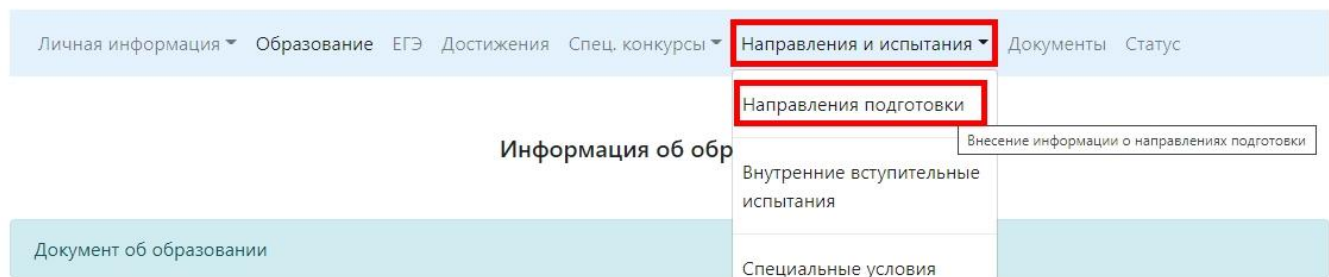 Личная информация Образование ЕГЭ Достижения Спец. конкурсы Направления и испытания Документы Статус
Направления подготовки
Внесение информации о направлениях подготовки
Информация об обр
Внутренние вступительные
испытания
Документ об образовании
Специальные условия